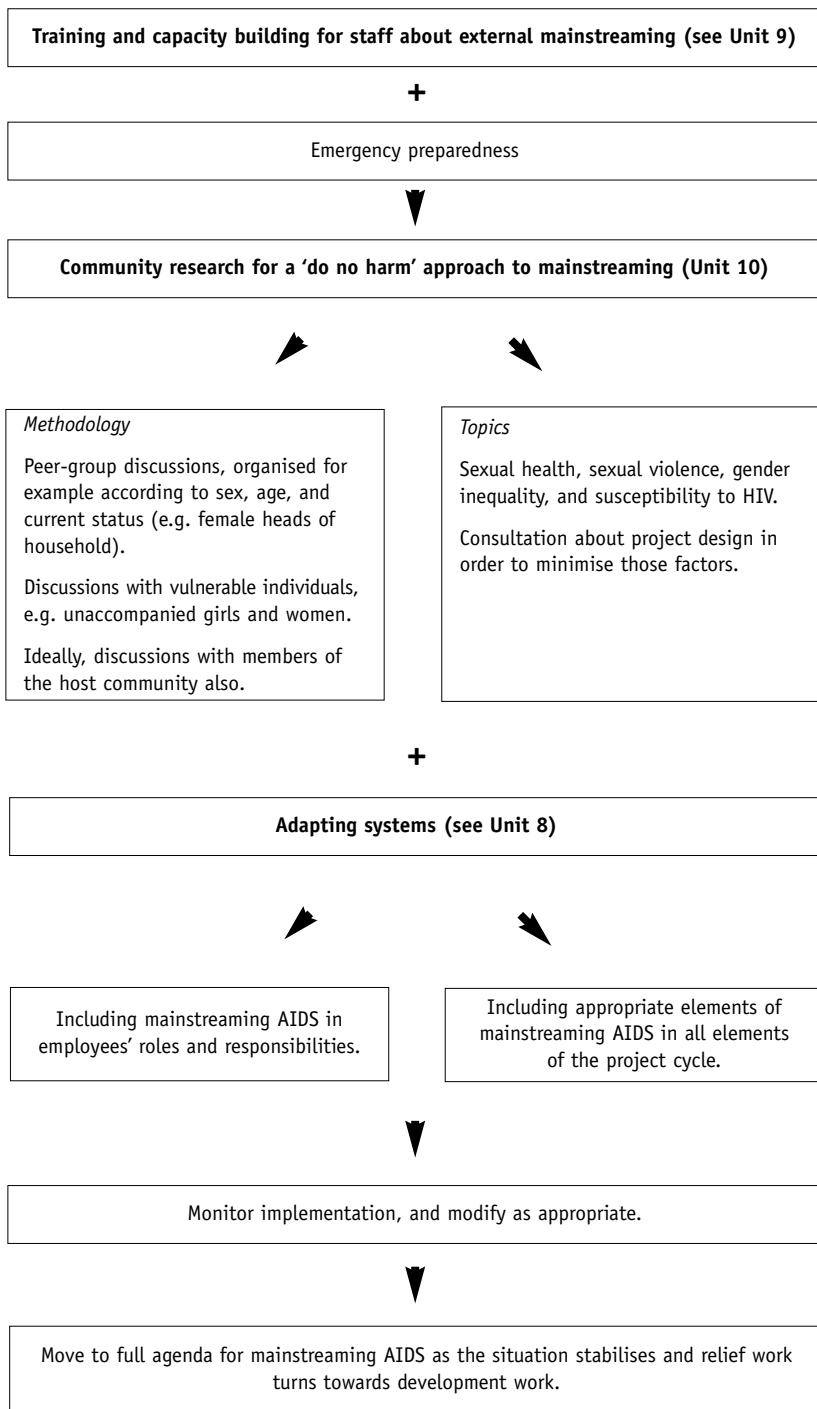 Training and capacity building for staff about external mainstreaming (see Unit 9)
+
Emergency preparedness
Community research for a ‘do no harm’ approach to mainstreaming (Unit 10)
Methodology
Peer-group discussions, organised for
example according to sex, age, and
current status (e.g. female heads of
household).
Discussions with vulnerable individuals,
e.g. unaccompanied girls and women.
Ideally, discussions with members of
the host community also.
Topics
Sexual health, sexual violence, gender
inequality, and susceptibility to HIV.
Consultation about project design in
order to minimise those factors.
+
Adapting systems (see Unit 8)
Including mainstreaming AIDS in
employees’ roles and responsibilities.
Including appropriate elements of
mainstreaming AIDS in all elements
of the project cycle.
Monitor implementation, and modify as appropriate.
Move to full agenda for mainstreaming AIDS as the situation stabilises and relief work
turns towards development work.